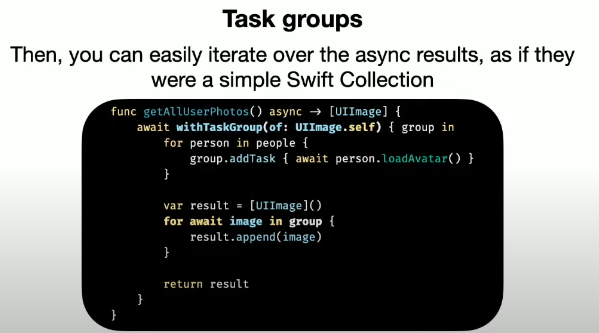 Task groups
Then, you can easily iterate over the async results, as if they
were a simple Swift Collection
func getAllUserPhotos() async → [UIImage] {
    await withTaskGroup(of: UIImage.self) { group in
        for person in people {
            group.addTask { await person.loadAvatar() }
        }

        var result = [UIImage]()
        for await image in group {
            result.append(image)
        }

        return result
    }
}